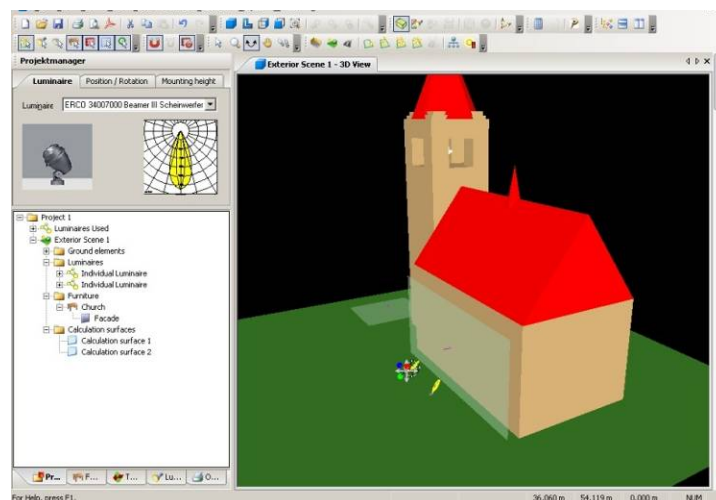 Projektmanager
Exterior Scene 1 - 3D View
Luminaire
Position / Rotation
Mounting height
Luminaire
ERCO 34007000 Beamer III Scheinwerfer
Project 1
Luminaires Used
Exterior Scene 1
Ground elements
Luminaires
Individual Luminaire
Individual Luminaire
Furniture
Church
Facade
Calculation surfaces
Calculation surface 1
Calculation surface 2
Pr...
F...
T...
Lu...
O...
For Help, press F1.
36.060 m
54.119 m
0.000 m
NUM